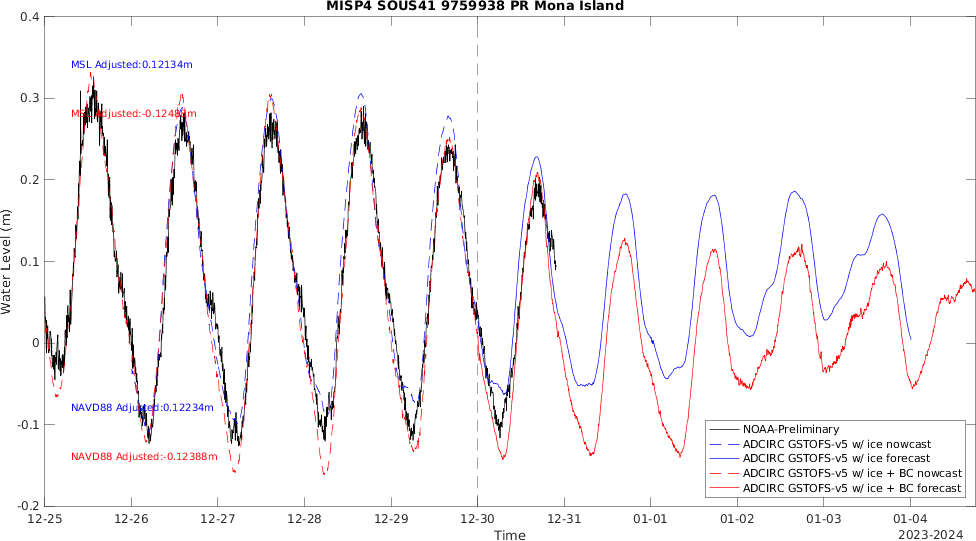 MISP4 SOUS41 9759938 PR Mona Island
0.4
0.3
0.2
0.1
0
-0.1
-0.2
Water Level (m)
MSL Adjusted:0.12134m
NAVD88 Adjusted:0.12234m
NAVD88 Adjusted:-0.12388m
NOAA-Preliminary
ADCIRC GSTOFS-v5 w/ ice nowcast
ADCIRC GSTOFS-v5 w/ ice forecast
ADCIRC GSTOFS-v5 w/ ice + BC nowcast
ADCIRC GSTOFS-v5 w/ ice + BC forecast
12-25 12-26 12-27 12-28 12-29 12-30 12-31 01-01 01-02 01-03 01-04
Time
2023-2024